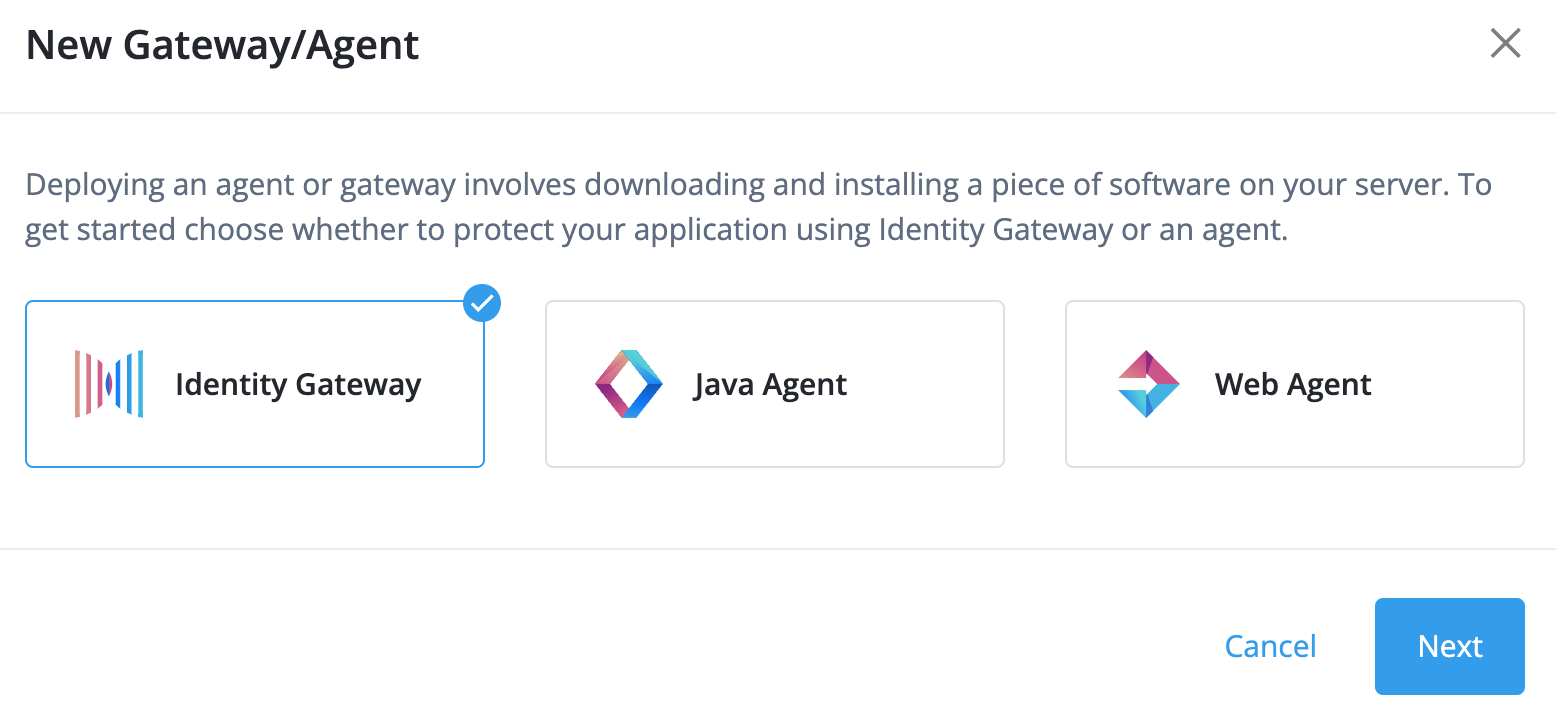 New Gateway/Agent
Deploying an agent or gateway involves downloading and installing a piece of software on your server. To
get started choose whether to protect your application using Identity Gateway or an agent.
Identity Gateway
Java Agent
Web Agent
Cancel
Next